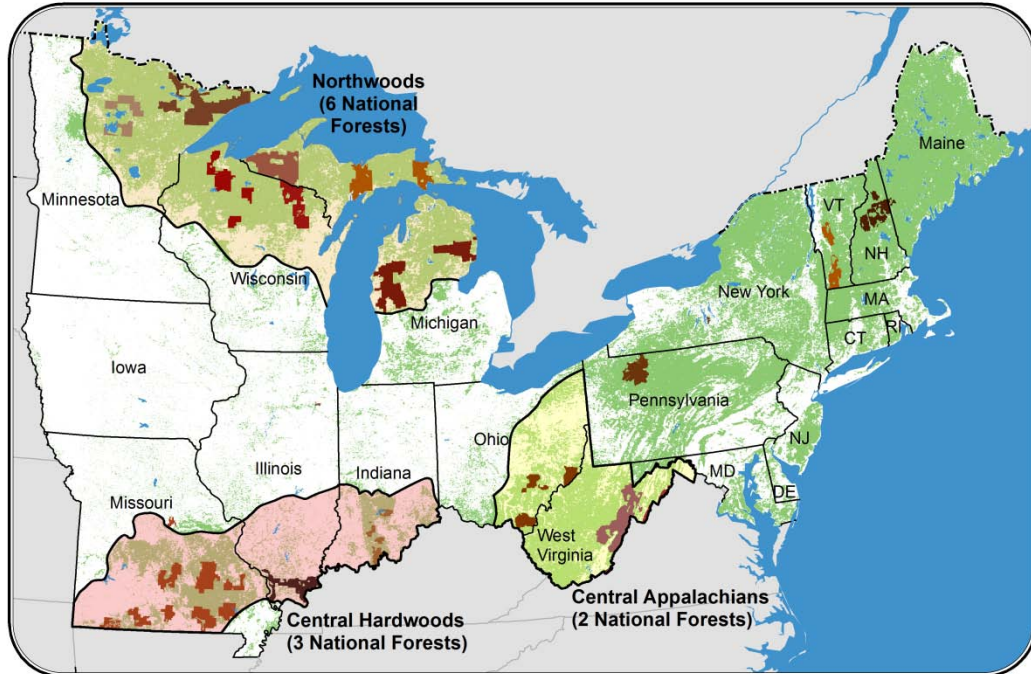 Northwoods
(6 National
Forests)
Maine
Minnesota
VT
NH
Wisconsin
New York
MA
Michigan
CT
RI
Iowa
Pennsylvania
Ohio
NJ
Illinois
Indiana
MD
DE
Missouri
West
Virginia
Central Appalachians
(2 National Forests)
Central Hardwoods
(3 National Forests)